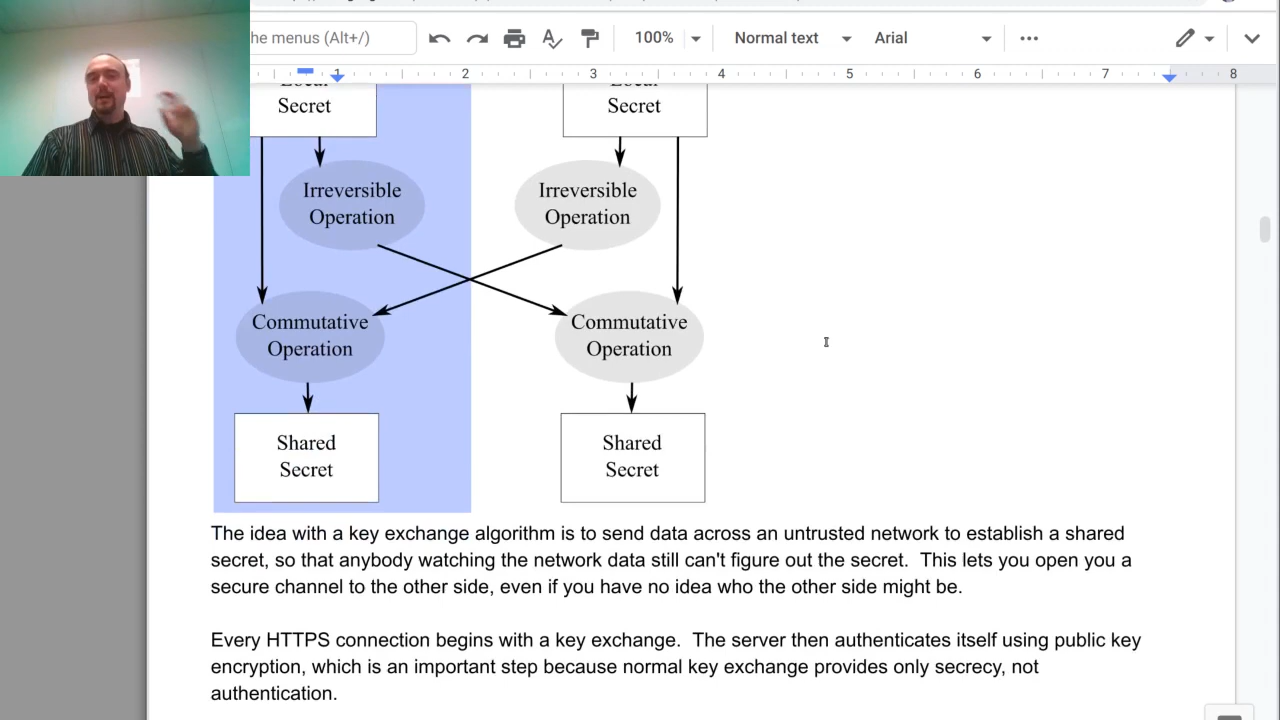 he menus (Alt+/)
100%
Normal text
Arial
1 2 3 4 5 6 7 8
Local Local
Secret Secret
Irreversible Irreversible
Operation Operation
Commutative Commutative
Operation Operation
Shared Shared
Secret Secret
The idea with a key exchange algorithm is to send data across an untrusted network to establish a shared
secret, so that anybody watching the network data still can't figure out the secret. This lets you open you a
secure channel to the other side, even if you have no idea who the other side might be.
Every HTTPS connection begins with a key exchange. The server then authenticates itself using public key
encryption, which is an important step because normal key exchange provides only secrecy, not
authentication.